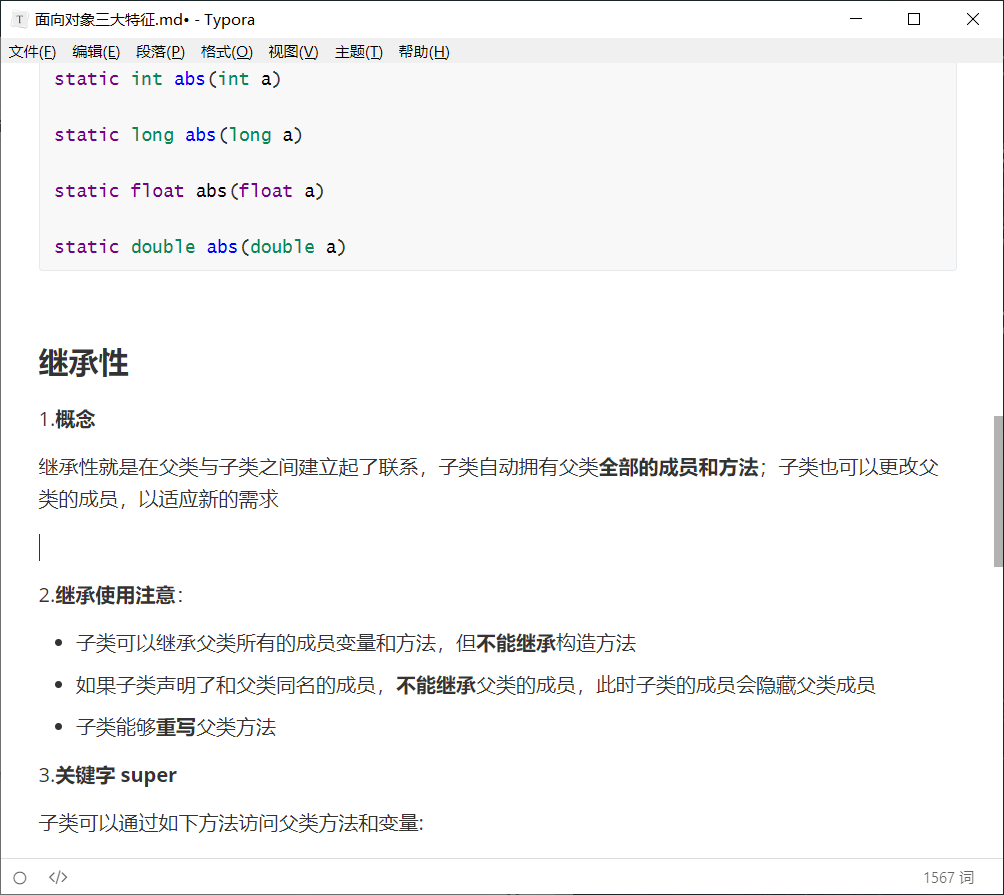 面向对象三大特征.md• - Typora
文件(F) 编辑(E) 段落(P) 格式(O) 视图(V) 主题(T) 帮助(H)
static int abs(int a)
static long abs(long a)
static float abs(float a)
static double abs(double a)
继承性
1.概念
继承性就是在父类与子类之间建立起了联系，子类自动拥有父类全部的成员和方法；子类也可以更改父
类的成员，以适应新的需求
2.继承使用注意：
• 子类可以继承父类所有的成员变量和方法，但不能继承构造方法
• 如果子类声明了和父类同名的成员，不能继承父类的成员，此时子类的成员会隐藏父类成员
• 子类能够重写父类方法
3.关键字 super
子类可以通过如下方法访问父类方法和变量:
</> 1567 词